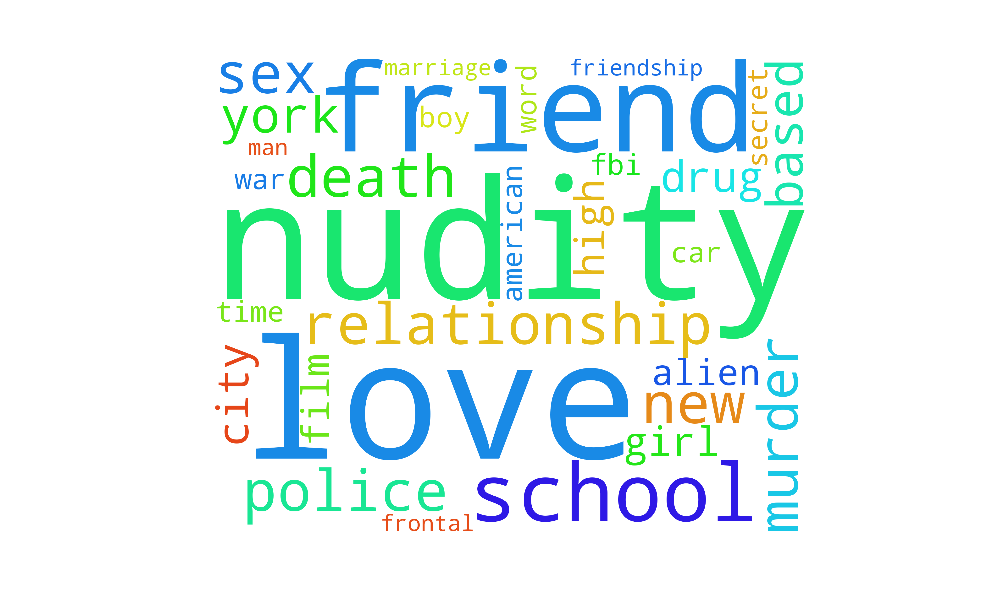 sex
friend
marriage
word
friendship
secret
based
york
boy
man
war
death
american
fbi
high
drug
nudity
car
time
relationship
city
film
love
alien
new
girl
murder
police
school
frontal